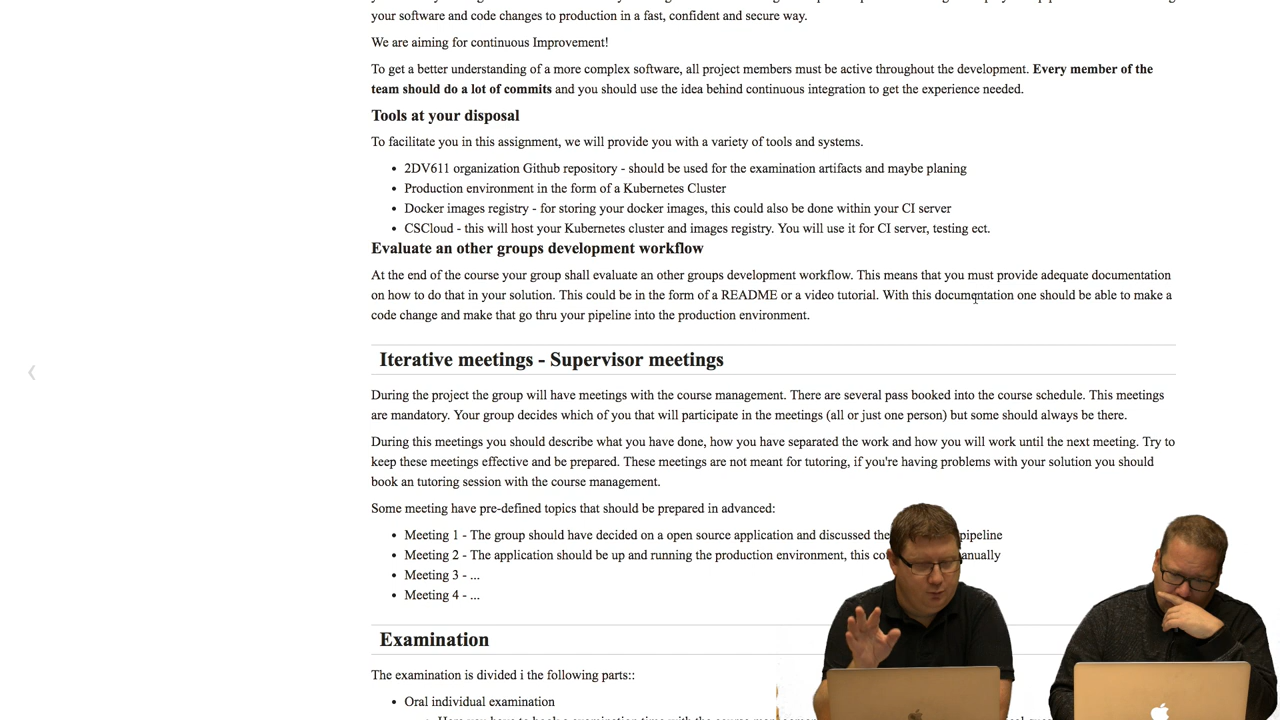 your software and code changes to production in a fast, confident and secure way.
We are aiming for continuous Improvement!
To get a better understanding of a more complex software, all project members must be active throughout the development. Every member of the
team should do a lot of commits and you should use the idea behind continuous integration to get the experience needed.
Tools at your disposal
To facilitate you in this assignment, we will provide you with a variety of tools and systems.
• 2DV611 organization Github repository - should be used for the examination artifacts and maybe planing
• Production environment in the form of a Kubernetes Cluster
• Docker images registry - for storing your docker images, this could also be done within your CI server
• CSCloud - this will host your Kubernetes cluster and images registry. You will use it for CI server, testing ect.
Evaluate an other groups development workflow
At the end of the course your group shall evaluate an other groups development workflow. This means that you must provide adequate documentation
on how to do that in your solution. This could be in the form of a README or a video tutorial. With this documentation one should be able to make a
code change and make that go thru your pipeline into the production environment.
Iterative meetings - Supervisor meetings
During the project the group will have meetings with the course management. There are several pass booked into the course schedule. This meetings
are mandatory. Your group decides which of you that will participate in the meetings (all or just one person) but some should always be there.
During this meetings you should describe what you have done, how you have separated the work and how you will work until the next meeting. Try to
keep these meetings effective and be prepared. These meetings are not meant for tutoring, if you're having problems with your solution you should
book an tutoring session with the course management.
Some meeting have pre-defined topics that should be prepared in advanced:
• Meeting 1 - The group should have decided on a open source application and discussed the pipeline
• Meeting 2 - The application should be up and running the production environment, this
• Meeting 3 - ...
• Meeting 4 - ...
Examination
The examination is divided i the following parts::
• Oral individual examination